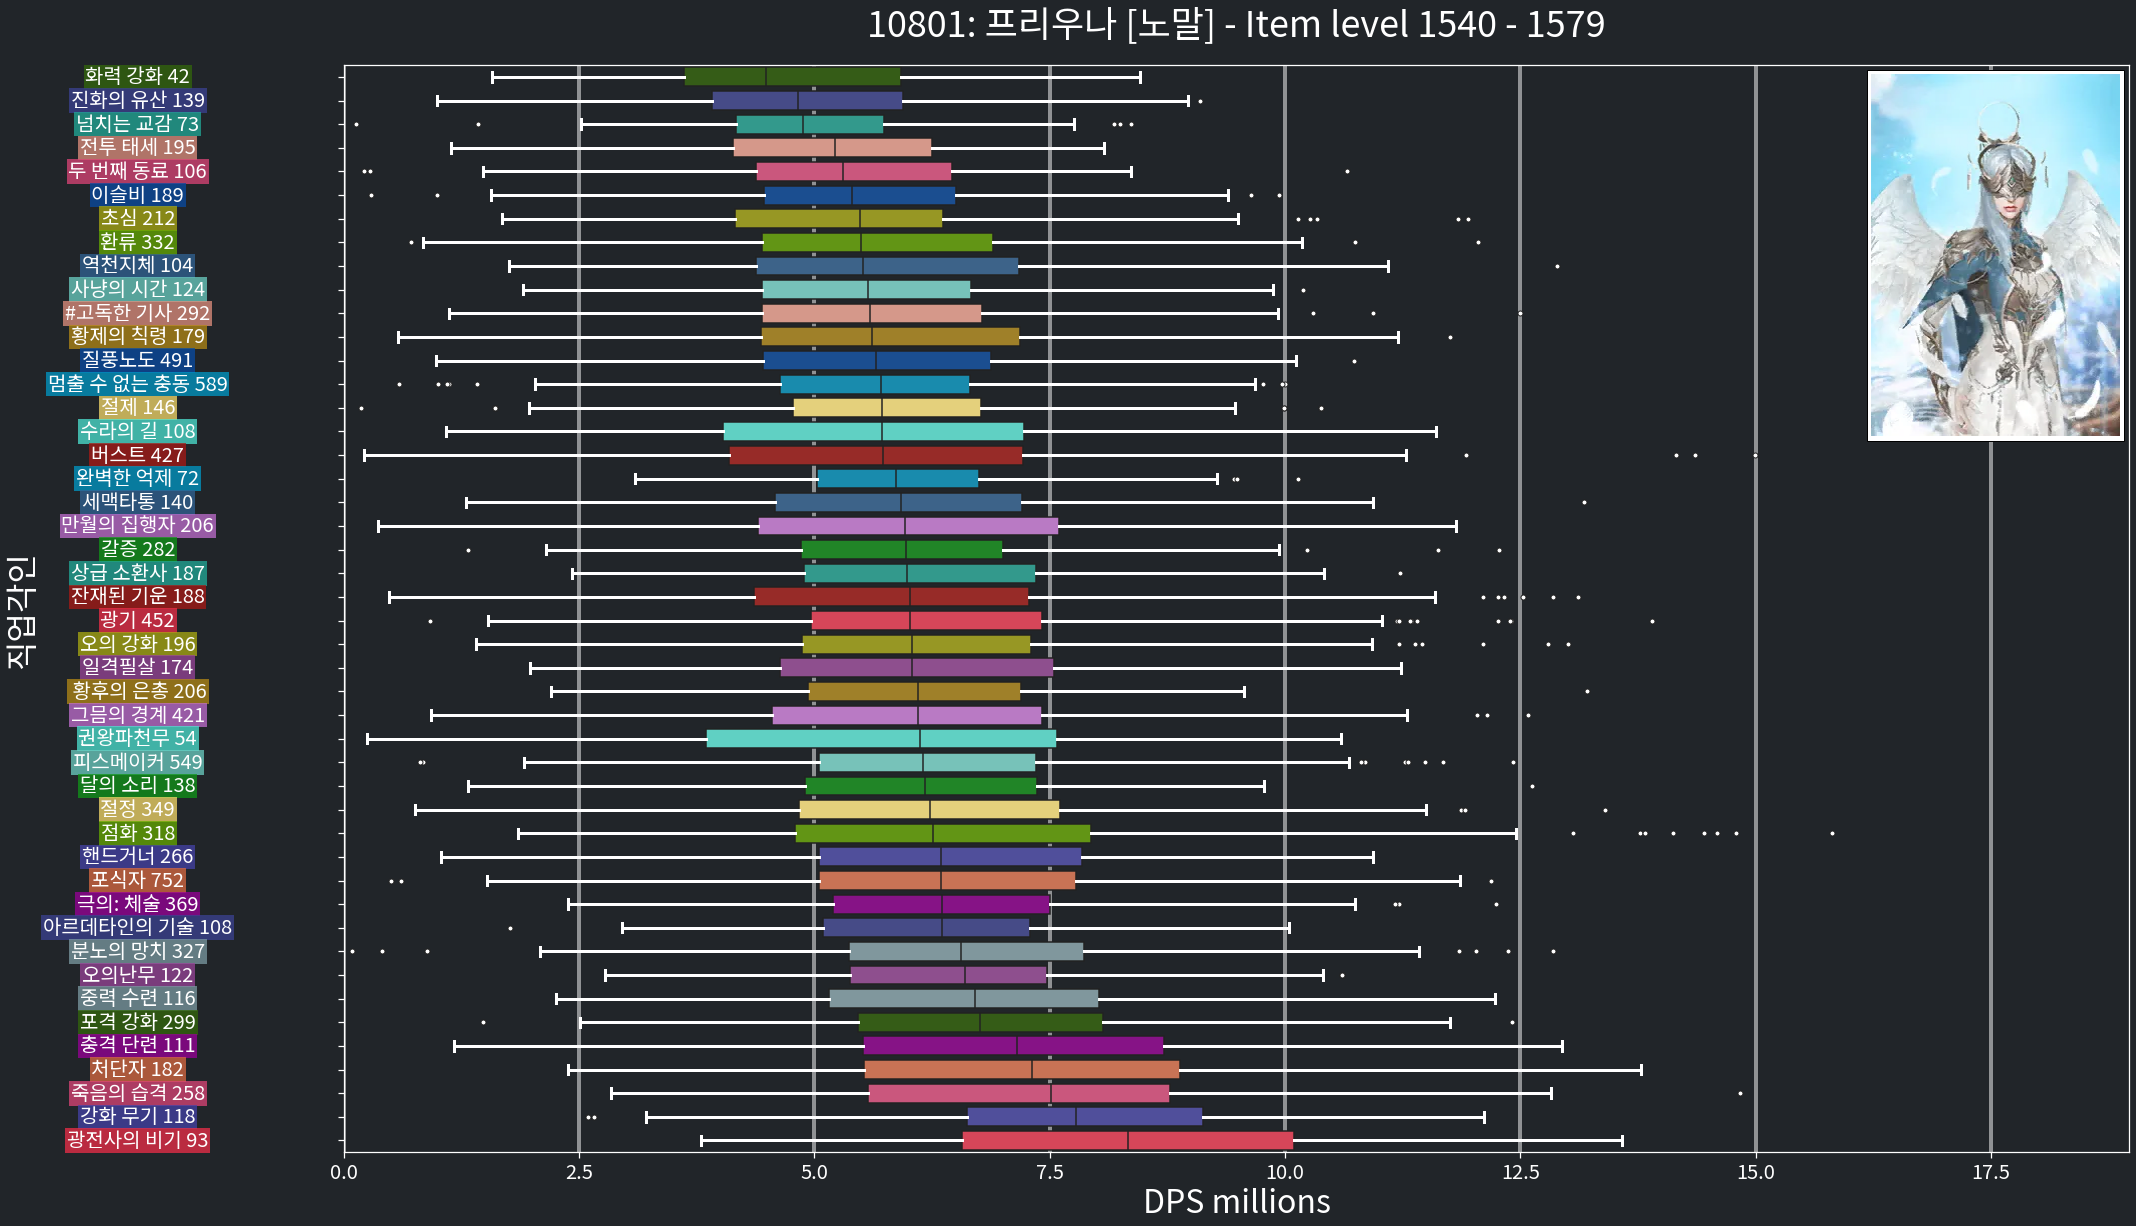 10801: 프리우나 [노말] - Item level 1540 - 1579
화력 강화 42
진화의 유산 139
넘치는 교감 73
전투 태세 195
두 번째 동료 106
이슬비 189
초심 212
환류 332
역천지체 104
사냥의 시간 124
#고독한 기사 292
황제의 칙령 179
질풍노도 491
멈출 수 없는 충동 589
절제 146
수라의 길 108
버스트 427
완벽한 억제 72
세맥타통 140
만월의 집행자 206
갈증 282
상급 소환사 187
잔재된 기운 188
광기 452
오의 강화 196
일격필살 174
황후의 은총 206
그믐의 경계 421
권왕파천무 54
피스메이커 549
달의 소리 138
절정 349
점화 318
핸드거너 266
포식자 752
극의: 체술 369
아르데타인의 기술 108
분노의 망치 327
오의난무 122
중력 수련 116
포격 강화 299
충격 단련 111
처단자 182
죽음의 습격 258
강화 무기 118
광전사의 비기 93
직업각인
0.0 2.5 5.0 7.5 10.0 12.5 15.0 17.5
DPS millions